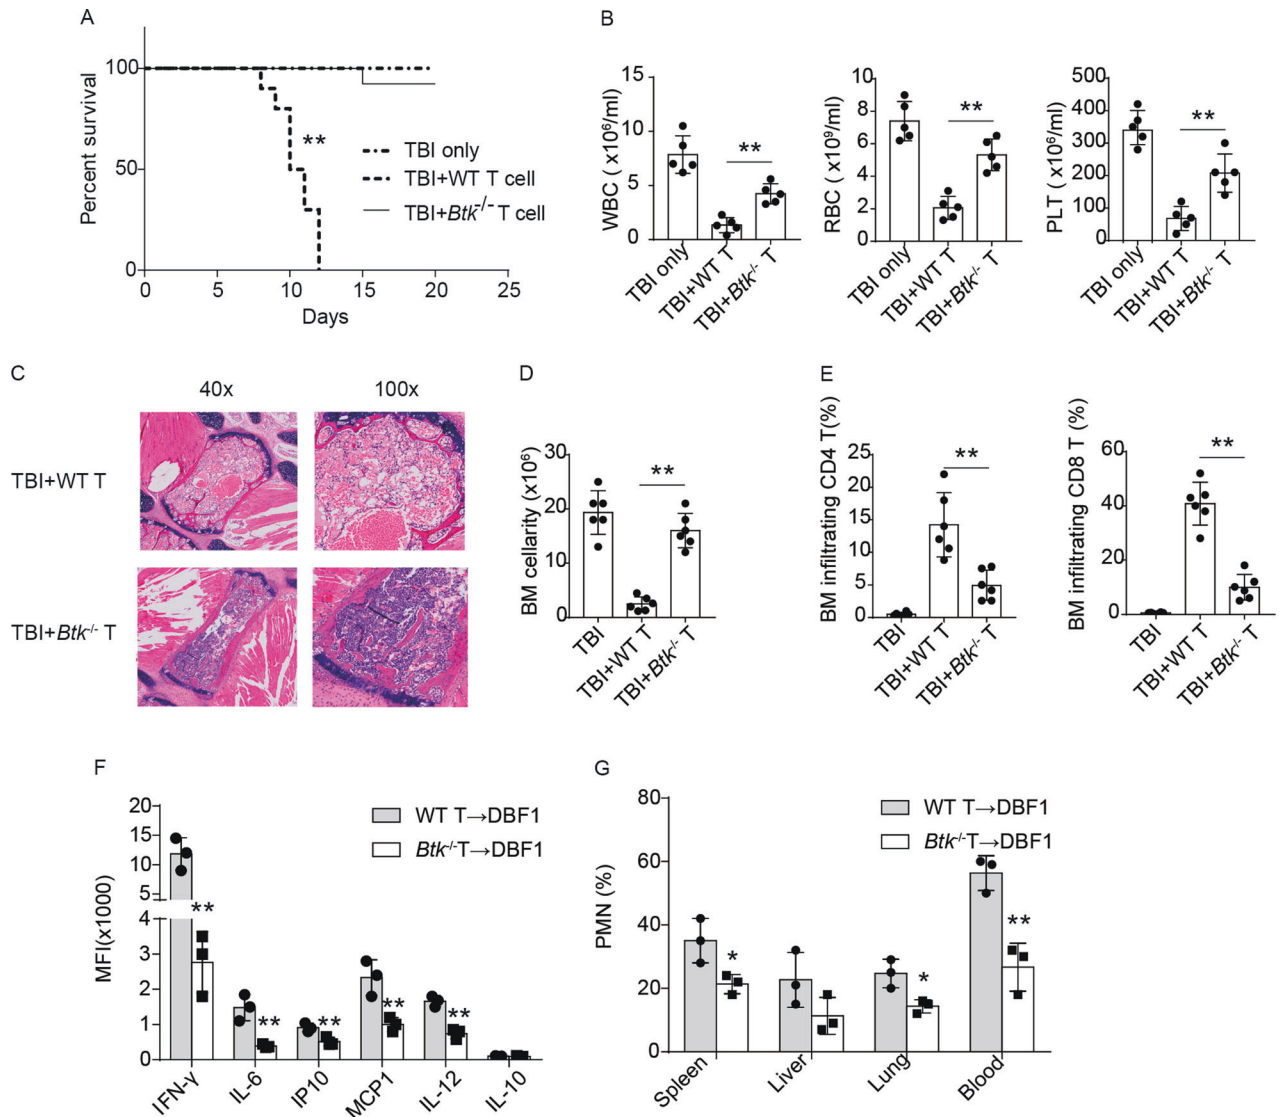 A
Percent survival
100
50
0
0 5 10 15 20 25
Days
**
TBI only
TBI+WT T cell
TBI+Btk-/- T cell
B
WBC ( x10⁶/ml)
15
10
5
0
**
TBI only
TBI+WT T
TBI+Btk-/- T
RBC ( x10⁹/ml)
10
8
6
4
2
0
**
TBI only
TBI+WT T
TBI+Btk-/- T
PLT ( x10⁶/ml)
500
400
300
200
100
0
**
TBI only
TBI+WT T
TBI+Btk-/- T
C
40x 100x
TBI+WT T
TBI+Btk-/- T
D
BM cellarity (x10⁶)
30
20
10
0
**
TBI
TBI+WT T
TBI+Btk-/- T
E
BM infiltrating CD4 T(%)
25
20
15
10
5
0
**
TBI
TBI+WT T
TBI+Btk-/- T
BM infiltrating CD8 T (%)
60
40
20
0
**
TBI
TBI+WT T
TBI+Btk-/- T
F
MFI(x1000)
20
15
10
5
4
3
2
1
0
WT T→DBF1
Btk-/-T→DBF1
** ** ** ** **
IFN-γ IL-6 IP10 MCP1 IL-12 IL-10
G
PMN (%)
80
60
40
20
0
WT T→DBF1
Btk-/-T→DBF1
* * **
Spleen Liver Lung Blood